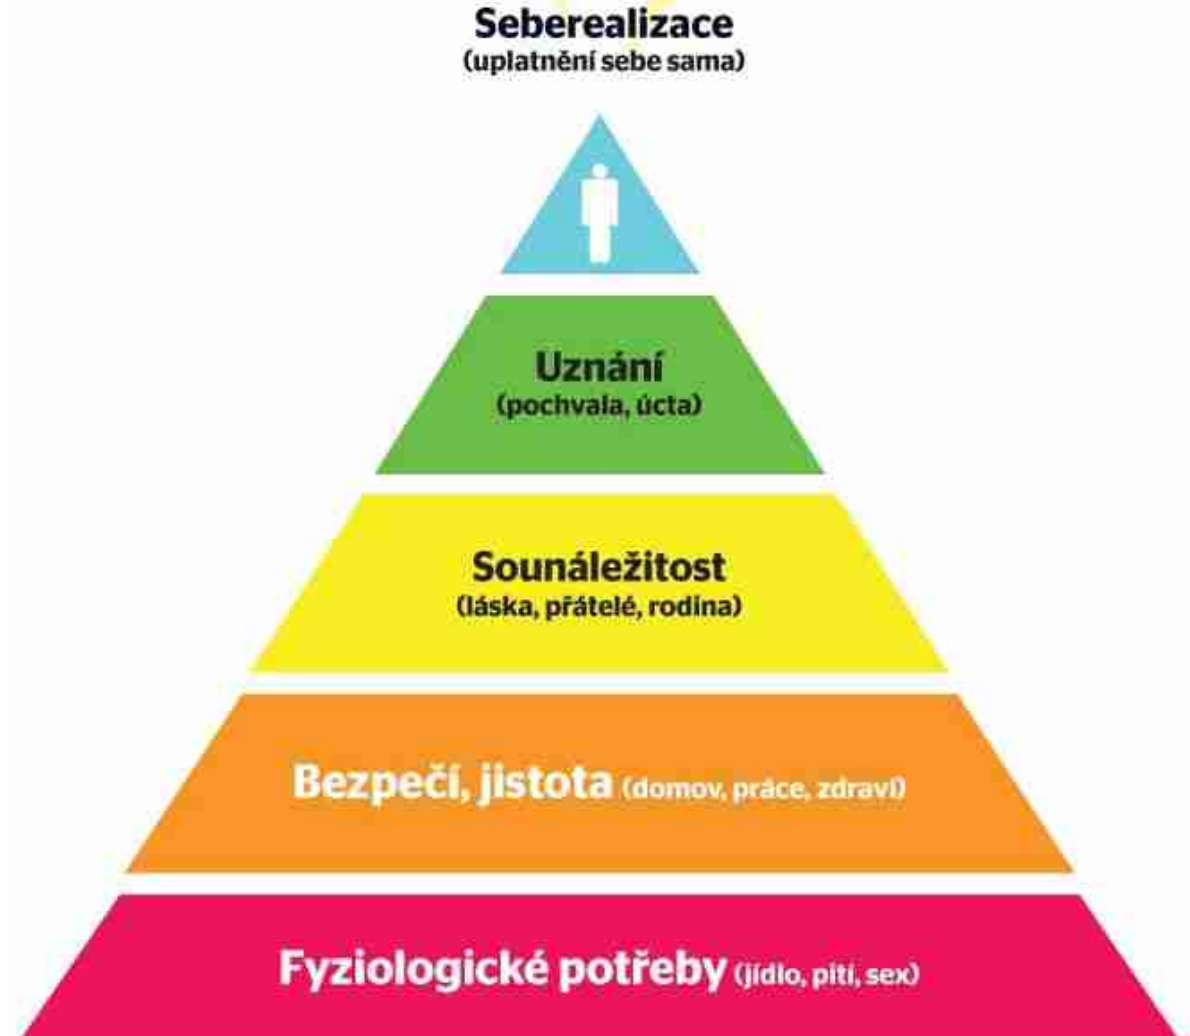 Seberealizace
(uplatnění sebe sama)
Uznání
(pochvala, úcta)
Sounáležitost
(láska, přátelé, rodina)
Bezpečí, jistota (domov, práce, zdraví)
Fyziologické potřeby (jídlo, pití, sex)